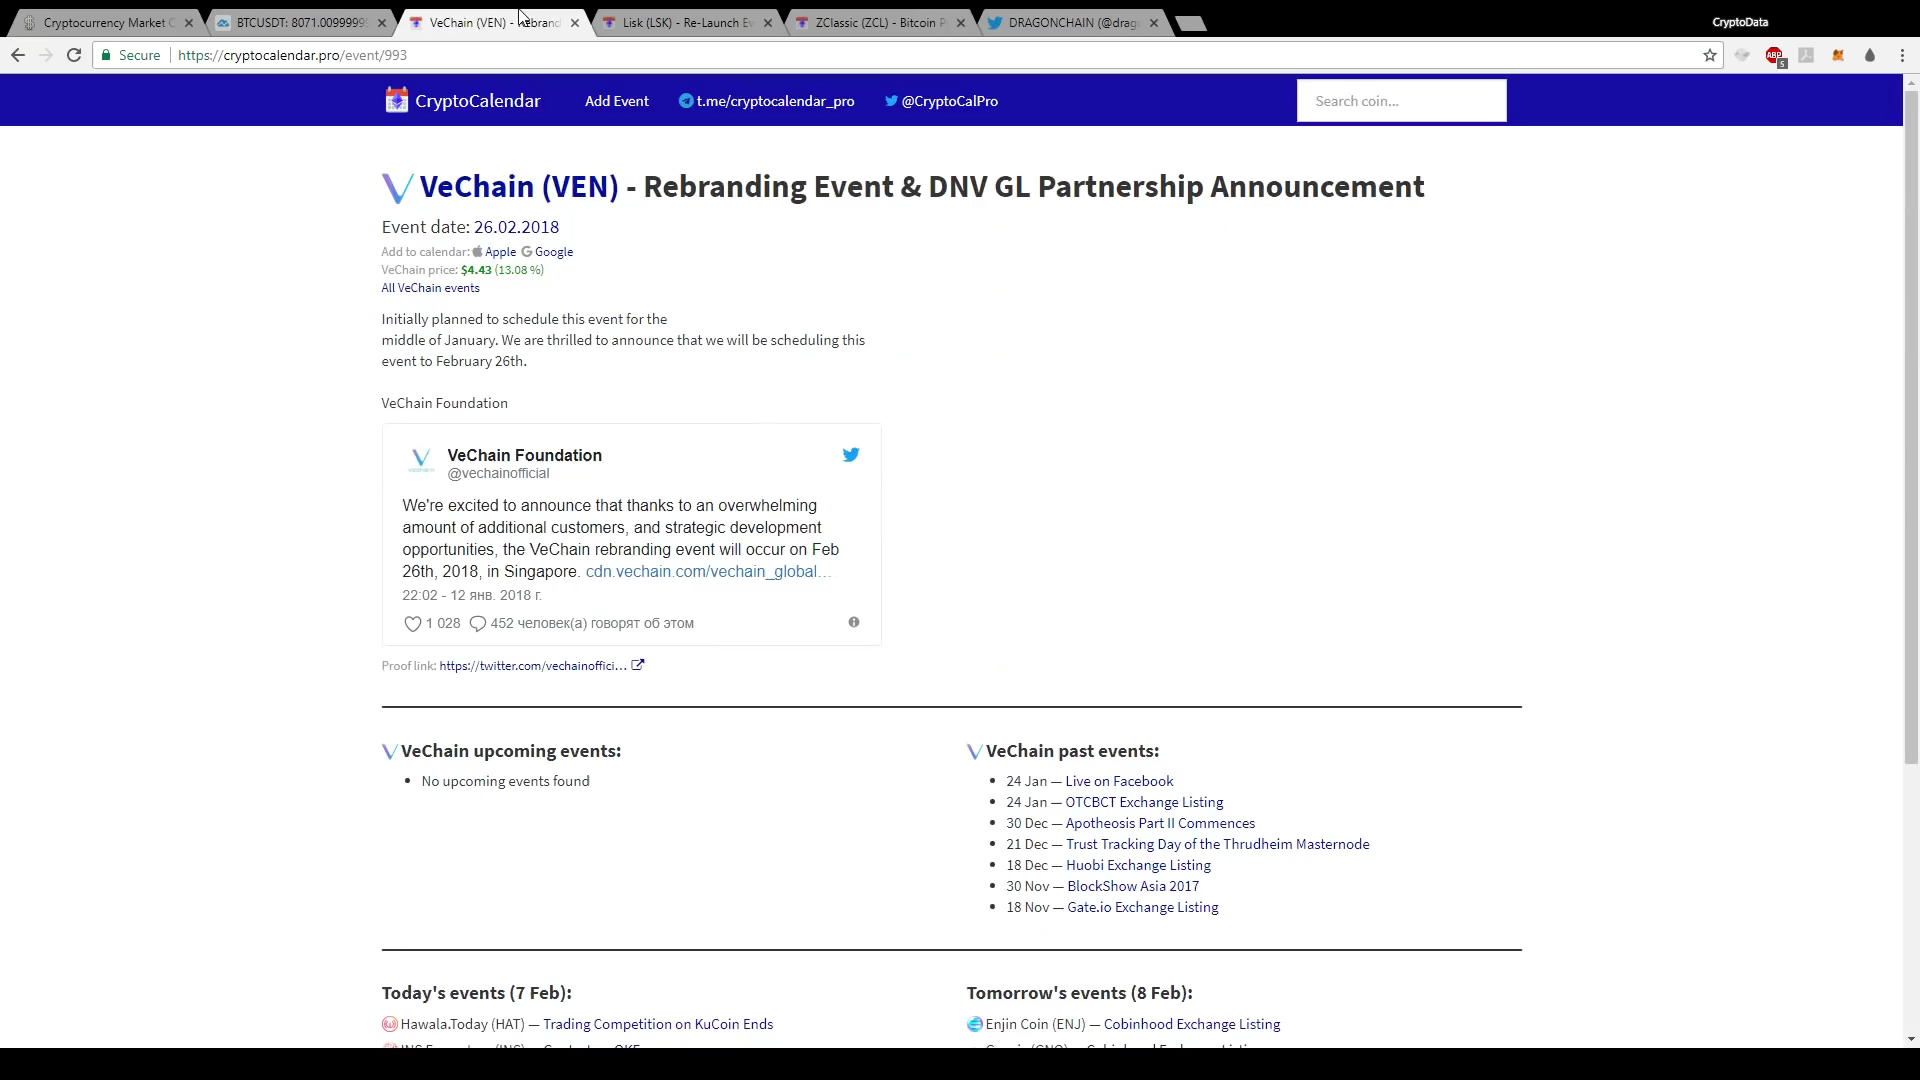 Cryptocurrency Market C
BTCUSDT: 8071.00999999
VeChain (VEN) - Rebrand
Lisk (LSK) - Re-Launch Ev
ZClassic (ZCL) - Bitcoin P
DRAGONCHAIN (@drag
CryptoData
Secure https://cryptocalendar.pro/event/993
ABP
5
CryptoCalendar
Add Event
t.me/cryptocalendar_pro
@CryptoCalPro
Search coin...
VeChain (VEN) - Rebranding Event & DNV GL Partnership Announcement
Event date: 26.02.2018
Add to calendar: Apple Google
VeChain price: $4.43 (13.08 %)
All VeChain events
Initially planned to schedule this event for the
middle of January. We are thrilled to announce that we will be scheduling this
event to February 26th.
VeChain Foundation
VeChain Foundation
@vechainofficial
We're excited to announce that thanks to an overwhelming
amount of additional customers, and strategic development
opportunities, the VeChain rebranding event will occur on Feb
26th, 2018, in Singapore. cdn.vechain.com/vechain_global…
22:02 - 12 янв. 2018 г.
1 028 452 человек(а) говорят об этом
Proof link: https://twitter.com/vechainoffici…
VeChain upcoming events:
• No upcoming events found
VeChain past events:
• 24 Jan — Live on Facebook
• 24 Jan — OTCBCT Exchange Listing
• 30 Dec — Apotheosis Part II Commences
• 21 Dec — Trust Tracking Day of the Thrudheim Masternode
• 18 Dec — Huobi Exchange Listing
• 30 Nov — BlockShow Asia 2017
• 18 Nov — Gate.io Exchange Listing
Today's events (7 Feb):
Hawala.Today (HAT) — Trading Competition on KuCoin Ends
Tomorrow's events (8 Feb):
Enjin Coin (ENJ) — Cobinhood Exchange Listing